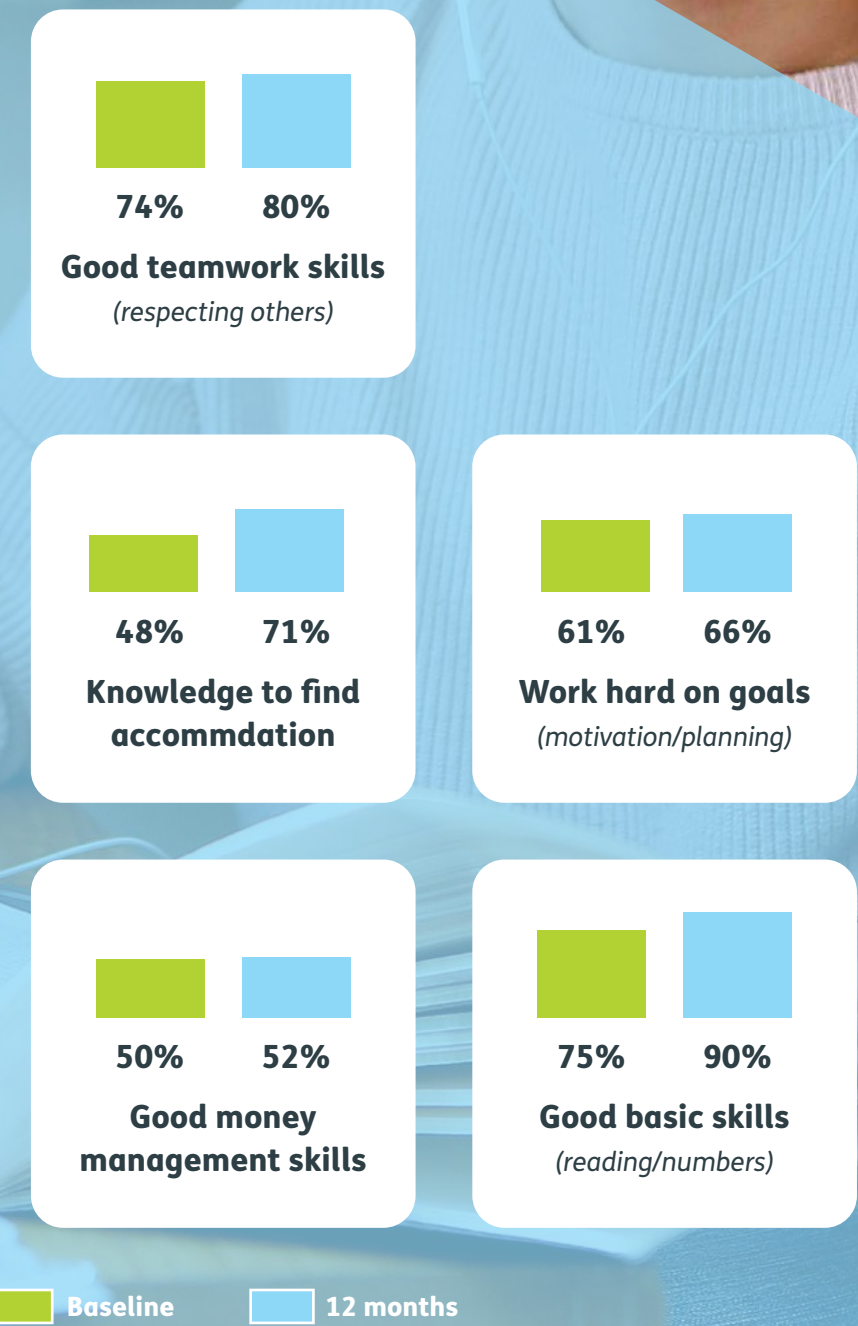 74% 80%
Good teamwork skills
(respecting others)
48% 71%
Knowledge to find
accommdation
61% 66%
Work hard on goals
(motivation/planning)
50% 52%
Good money
management skills
75% 90%
Good basic skills
(reading/numbers)
Baseline 12 months